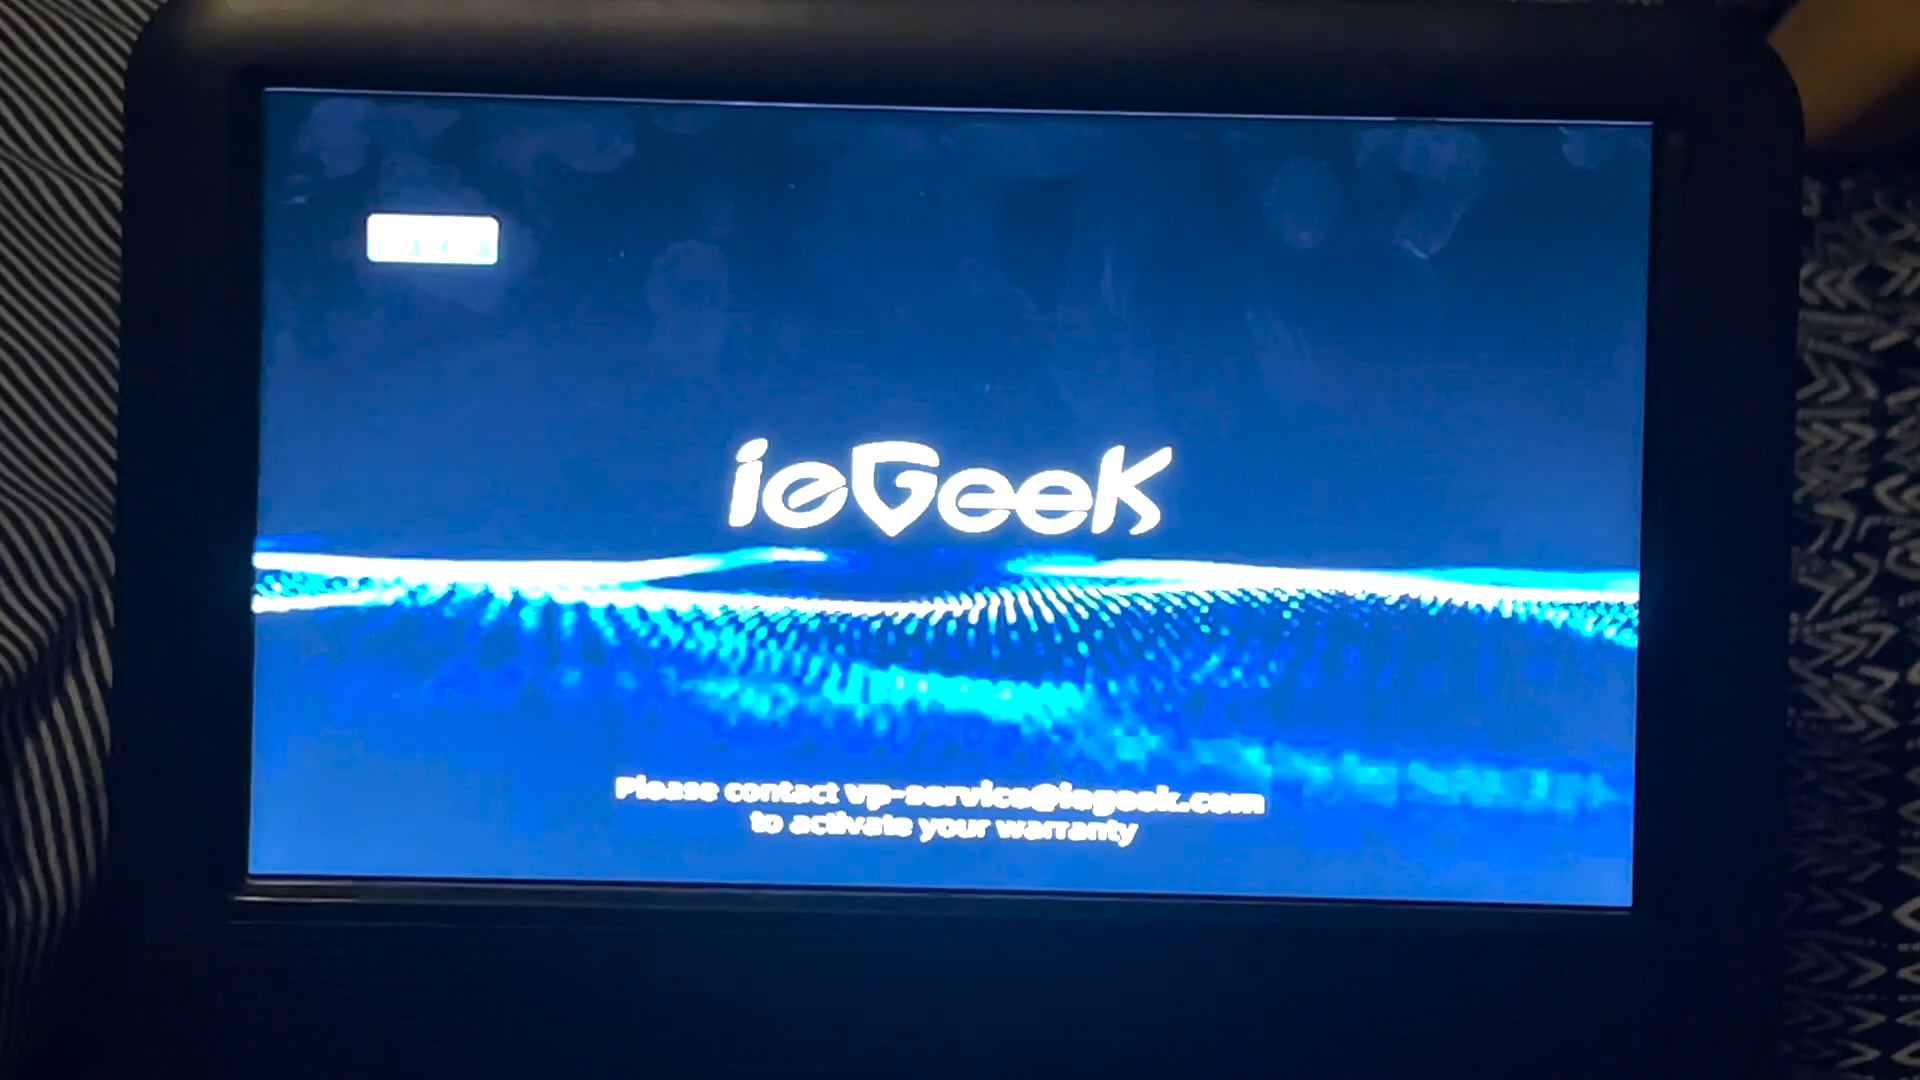 ieGeek
Please contact vp-service@iegeek.com
to activate your warranty